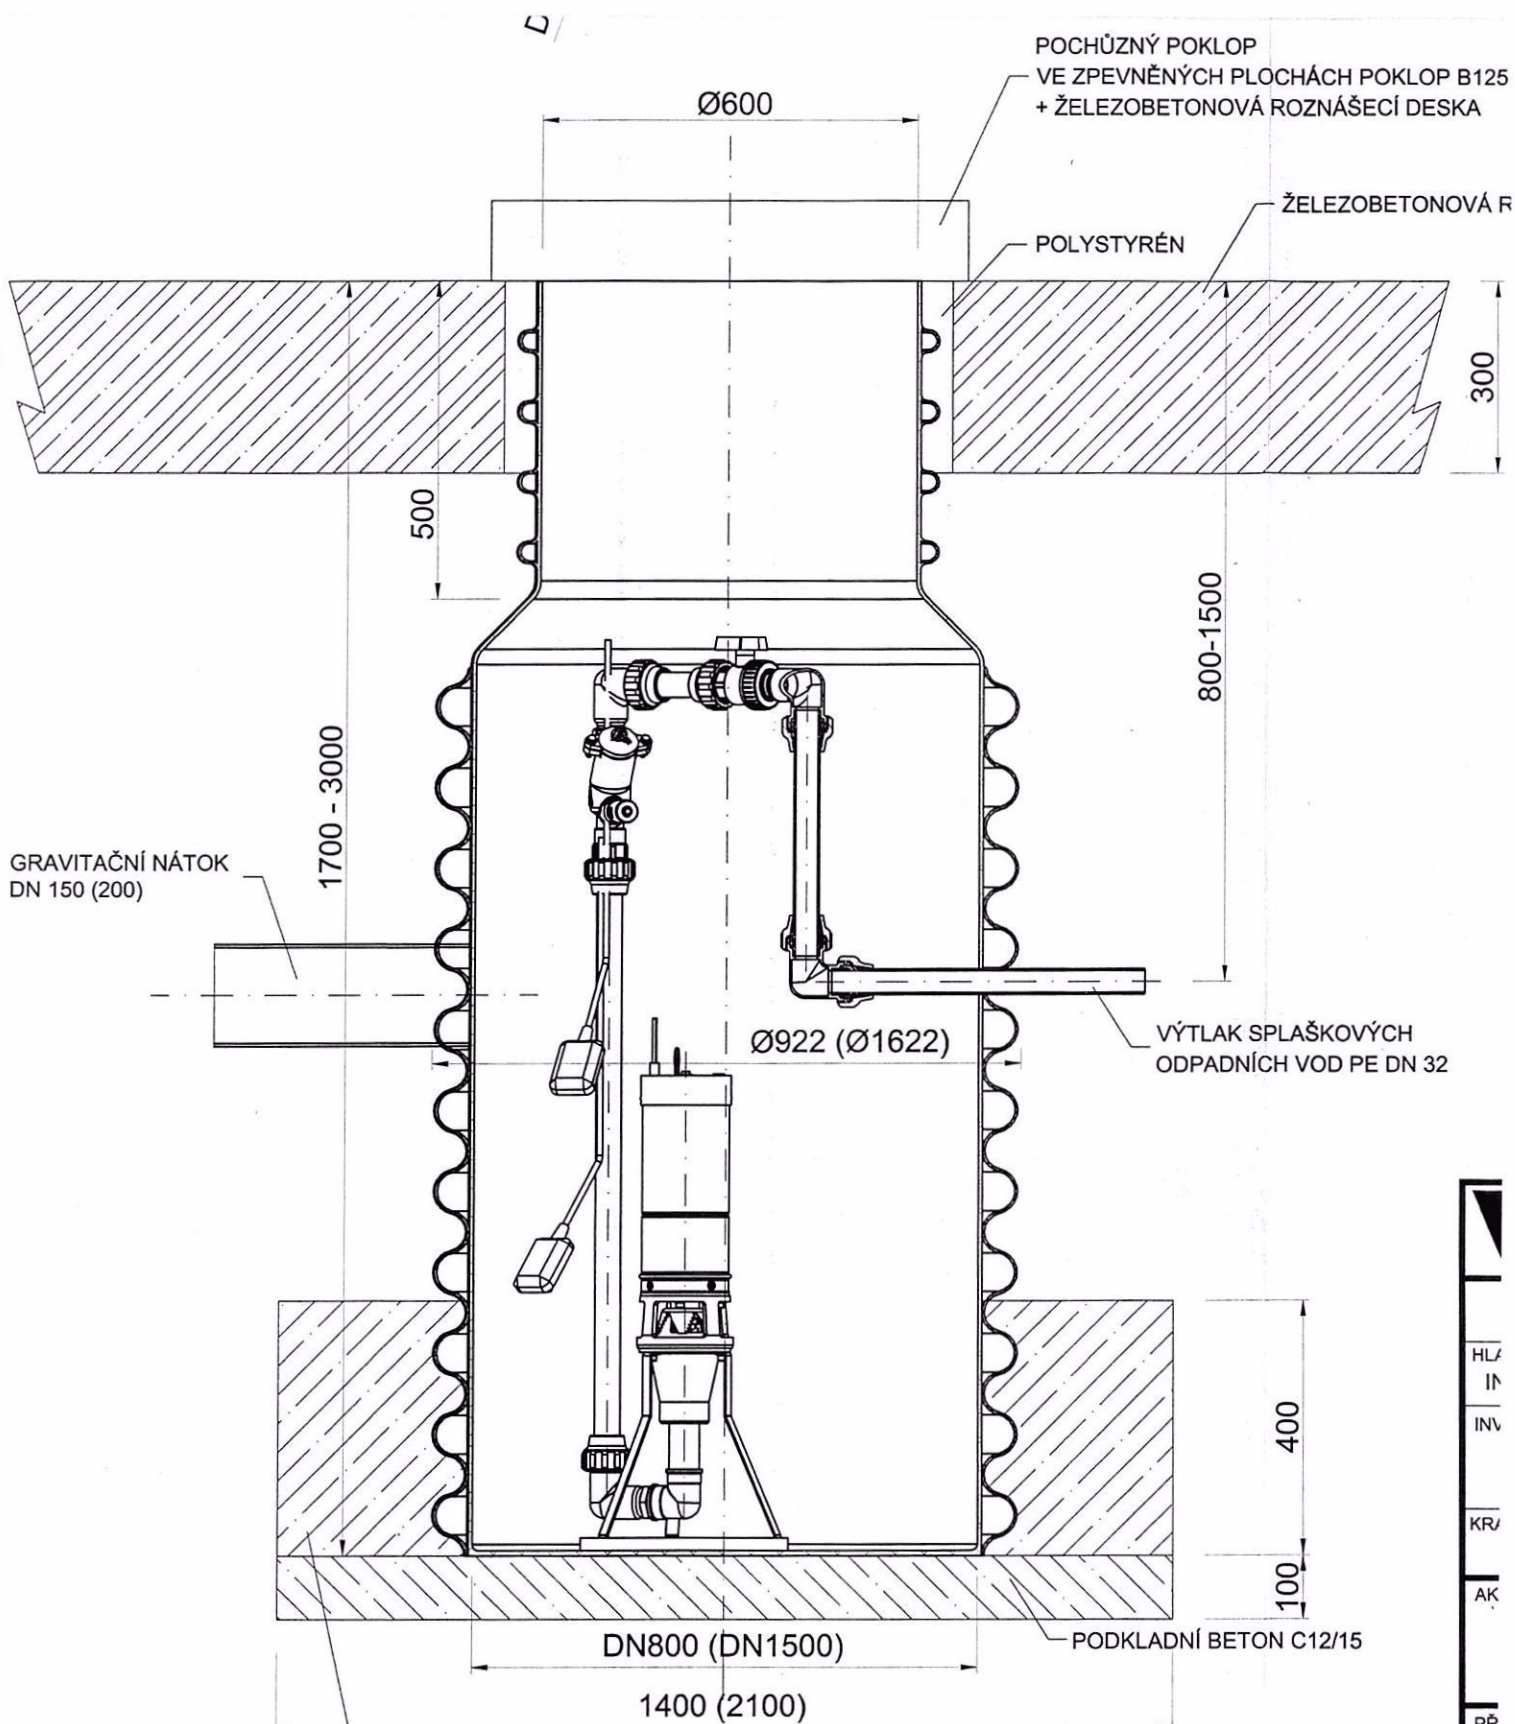 POCHŮZNÝ POKLOP
VE ZPEVNĚNÝCH PLOCHÁCH POKLOP B125
+ ŽELEZOBETONOVÁ ROZNÁŠECÍ DESKA
Ø600
ŽELEZOBETONOVÁ
POLYSTYRÉN
300
500
800-1500
1700 - 3000
GRAVITAČNÍ NÁTOK
DN 150 (200)
Ø922 (Ø1622)
VÝTLAK SPLAŠKOVÝCH
ODPADNÍCH VOD PE DN 32
400
100
PODKLADNÍ BETON C12/15
DN800 (DN1500)
1400 (2100)